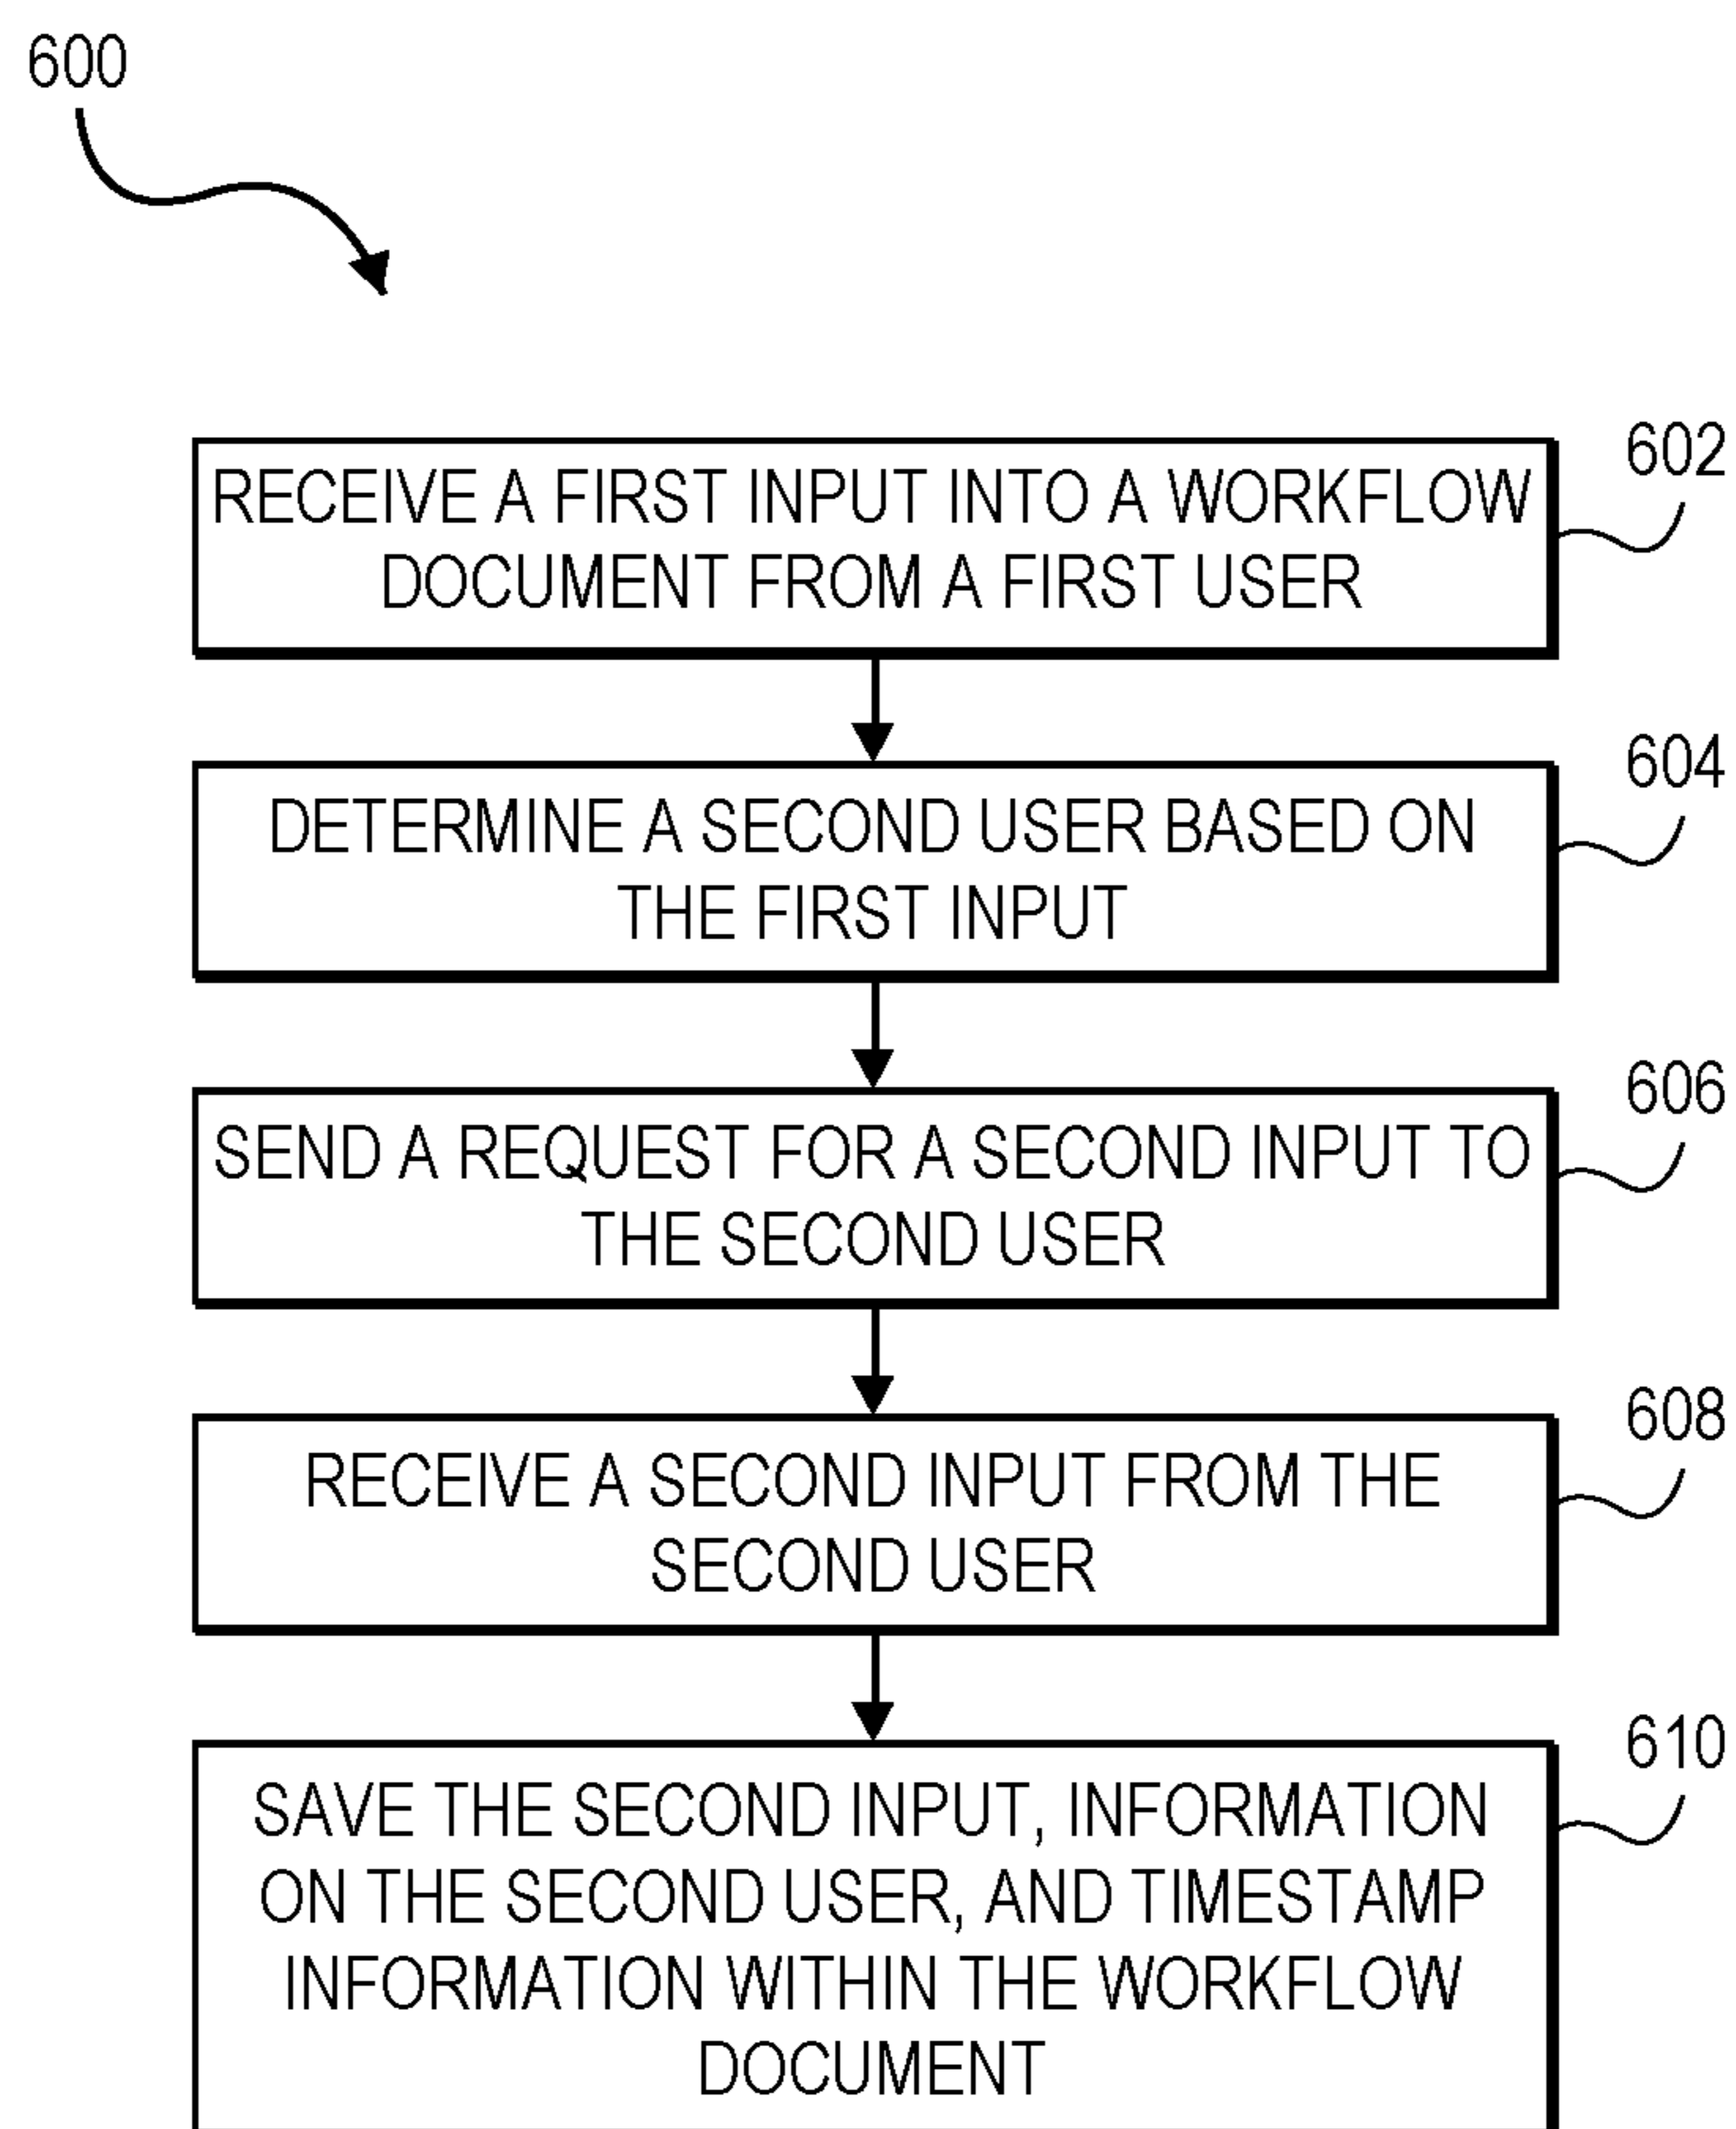 600
602
RECEIVE A FIRST INPUT INTO A WORKFLOW
DOCUMENT FROM A FIRST USER
604
DETERMINE A SECOND USER BASED ON
THE FIRST INPUT
606
SEND A REQUEST FOR A SECOND INPUT TO
THE SECOND USER
608
RECEIVE A SECOND INPUT FROM THE
SECOND USER
610
SAVE THE SECOND INPUT, INFORMATION
ON THE SECOND USER, AND TIMESTAMP
INFORMATION WITHIN THE WORKFLOW
DOCUMENT